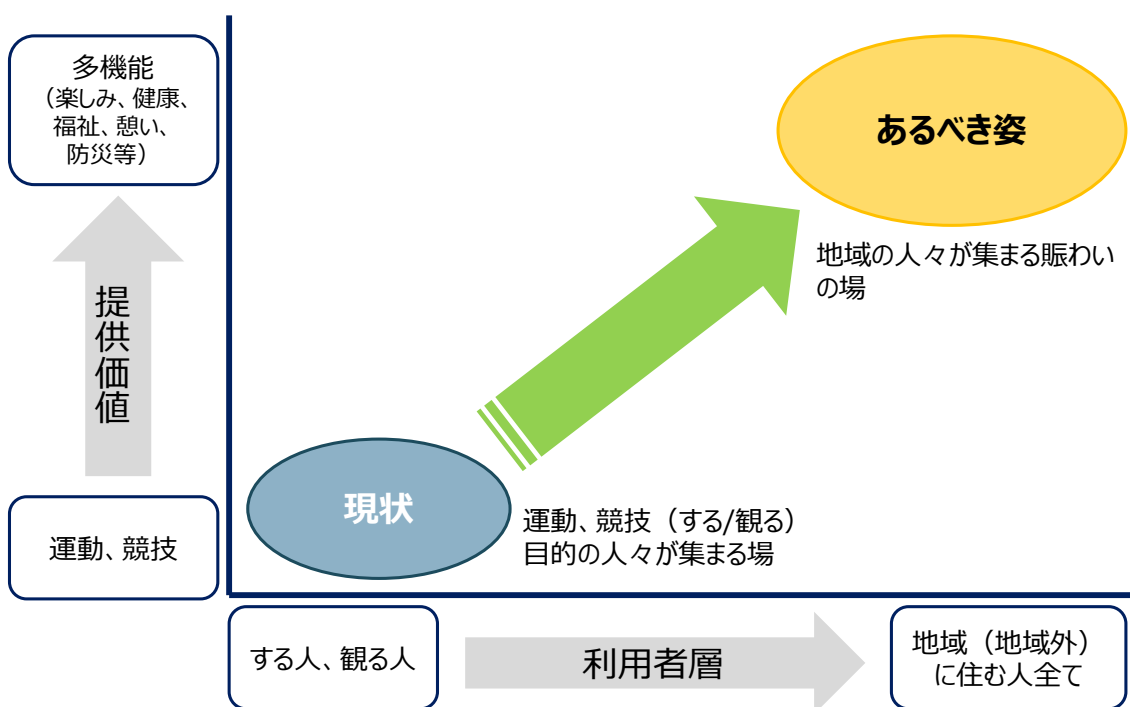 多機能
（楽しみ、健康、
福祉、憩い、
防災等）
提供価値
運動、競技
あるべき姿
地域の人々が集まる賑わい
の場
現状
運動、競技（する/観る）
目的の人々が集まる場
する人、観る人
利用者層
地域（地域外）
に住む人全て